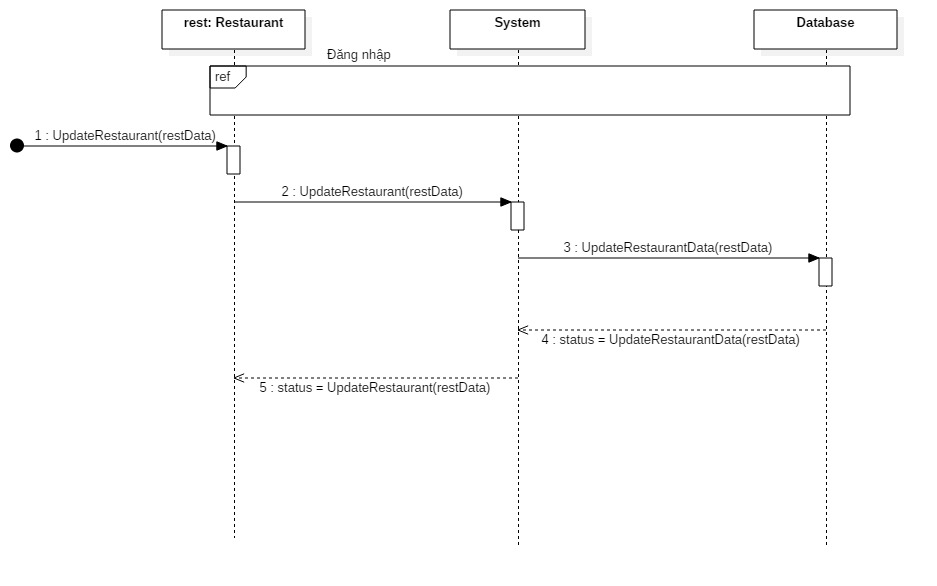 rest: Restaurant
System
Database
Đăng nhập
ref
1 : UpdateRestaurant(restData)
2 : UpdateRestaurant(restData)
3 : UpdateRestaurantData(restData)
4 : status = UpdateRestaurantData(restData)
5 : status = UpdateRestaurant(restData)